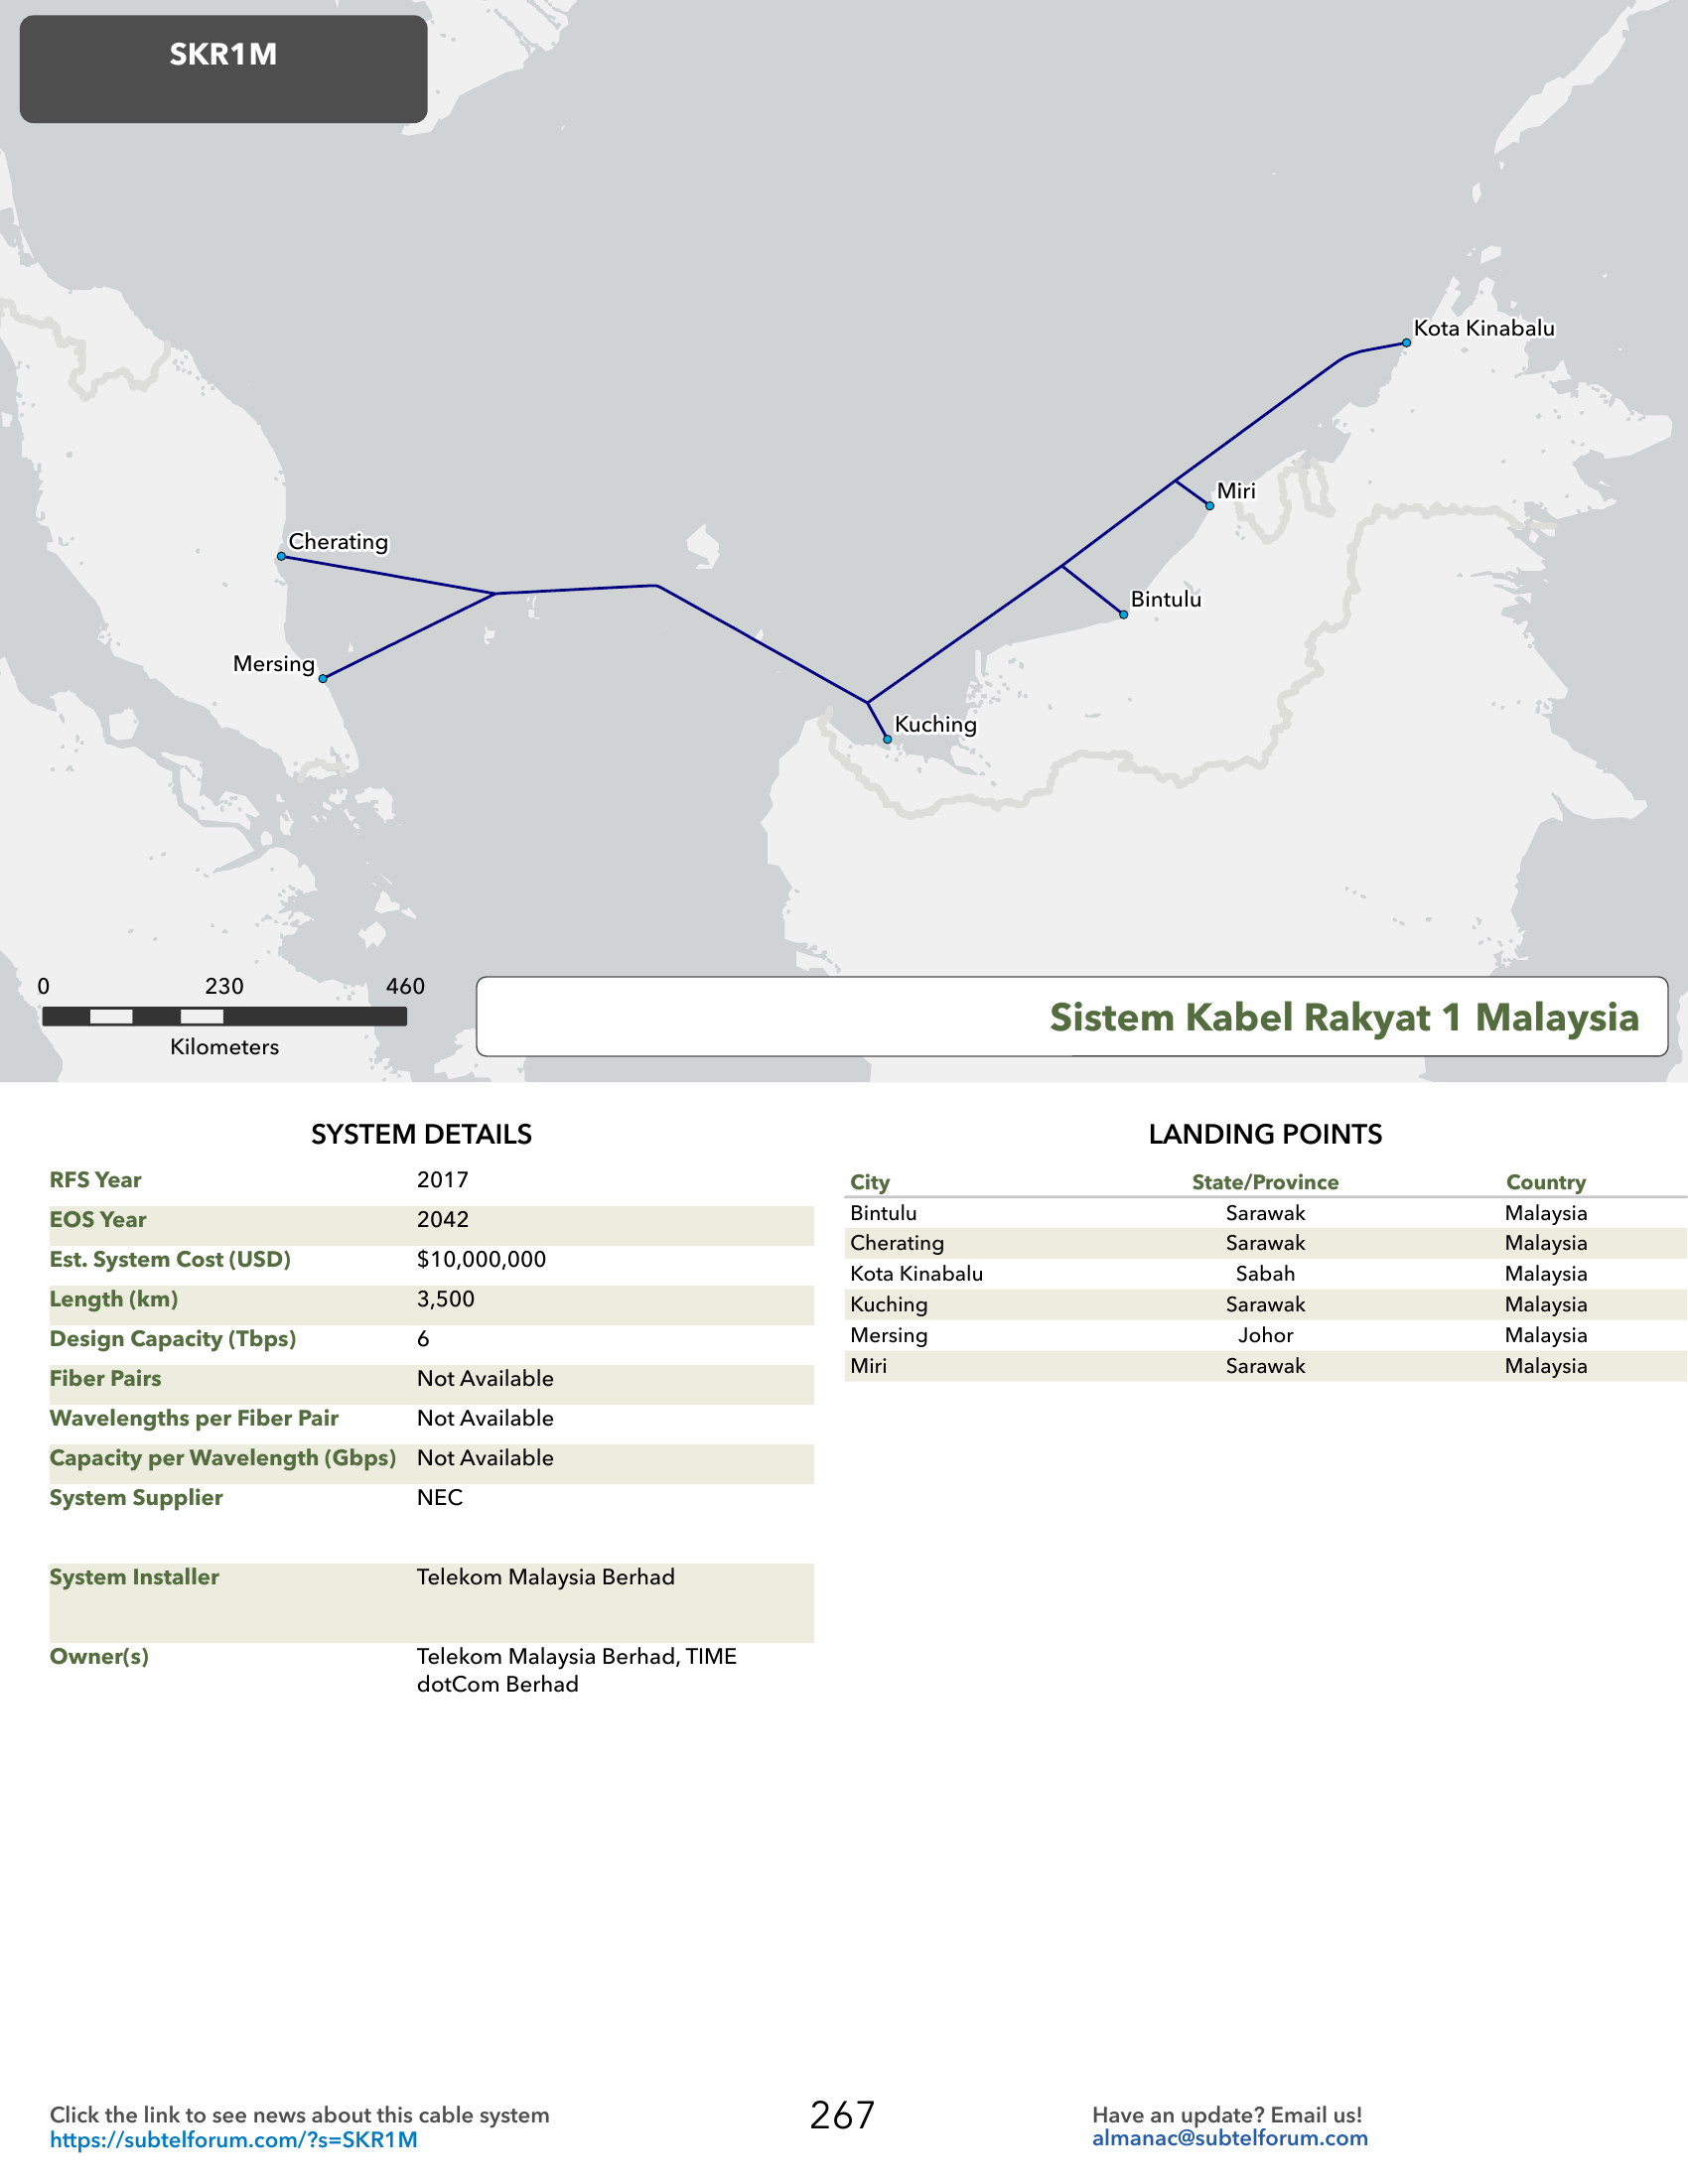 SKR1M
Kota Kinabalu
Miri
Cherating
Bintulu
Mersing
Kuching
0 230 460
Kilometers
Sistem Kabel Rakyat 1 Malaysia
SYSTEM DETAILS
RFS Year 2017
EOS Year 2042
Est. System Cost (USD) $10,000,000
Length (km) 3,500
Design Capacity (Tbps) 6
Fiber Pairs Not Available
Wavelengths per Fiber Pair Not Available
Capacity per Wavelength (Gbps) Not Available
System Supplier NEC
System Installer Telekom Malaysia Berhad
Owner(s) Telekom Malaysia Berhad, TIME
dotCom Berhad
LANDING POINTS
City State/Province Country
Bintulu Sarawak Malaysia
Cherating Sarawak Malaysia
Kota Kinabalu Sabah Malaysia
Kuching Sarawak Malaysia
Mersing Johor Malaysia
Miri Sarawak Malaysia
Click the link to see news about this cable system
https://subtelforum.com/?s=SKR1M
267
Have an update? Email us!
almanac@subtelforum.com